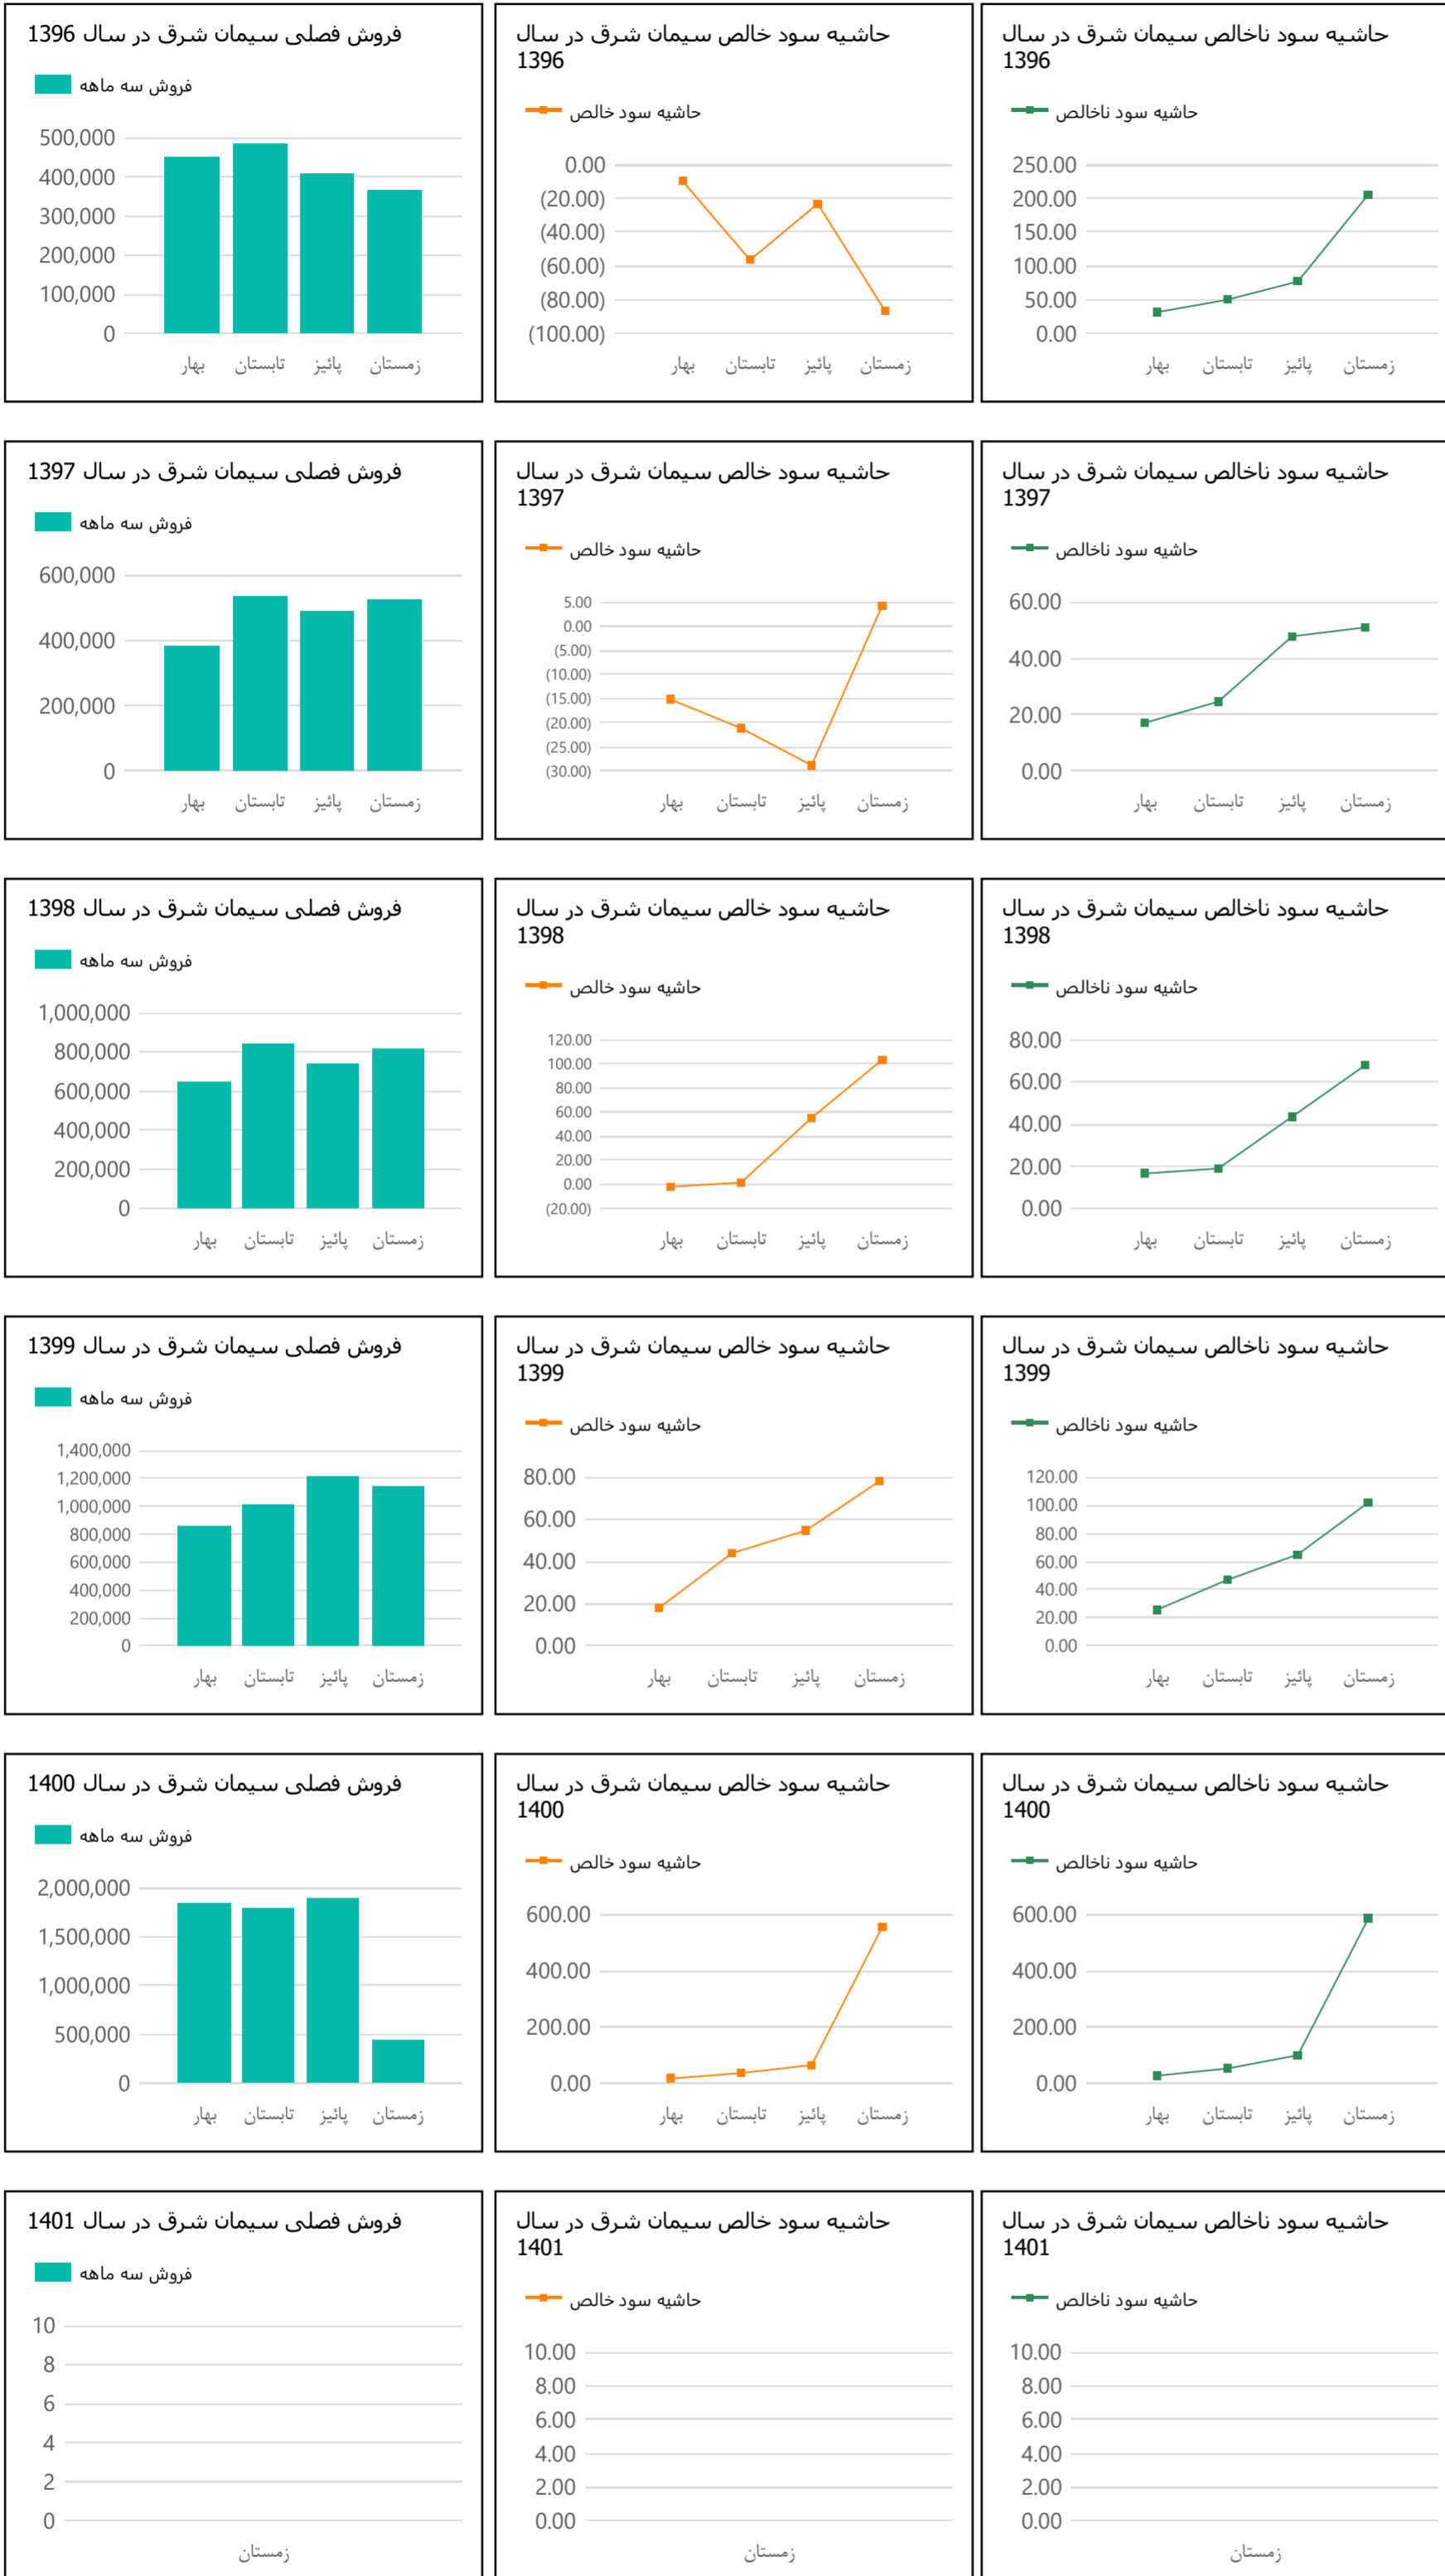 فروش فصلی سیمان شرق در سال 1396
فروش سه ماهه
500,000
400,000
300,000
200,000
100,000
0
بهار تابستان پائیز زمستان
حاشیه سود خالص سیمان شرق در سال
1396
حاشیه سود خالص
0.00
(20.00)
(40.00)
(60.00)
(80.00)
(100.00)
بهار تابستان پائیز زمستان
حاشیه سود ناخالص سیمان شرق در سال
1396
حاشیه سود ناخالص
250.00
200.00
150.00
100.00
50.00
0.00
بهار تابستان پائیز زمستان
فروش فصلی سیمان شرق در سال 1397
فروش سه ماهه
600,000
400,000
200,000
0
بهار تابستان پائیز زمستان
حاشیه سود خالص سیمان شرق در سال
1397
حاشیه سود خالص
5.00
0.00
(5.00)
(10.00)
(15.00)
(20.00)
(25.00)
(30.00)
بهار تابستان پائیز زمستان
حاشیه سود ناخالص سیمان شرق در سال
1397
حاشیه سود ناخالص
60.00
40.00
20.00
0.00
بهار تابستان پائیز زمستان
فروش فصلی سیمان شرق در سال 1398
فروش سه ماهه
1,000,000
800,000
600,000
400,000
200,000
0
بهار تابستان پائیز زمستان
حاشیه سود خالص سیمان شرق در سال
1398
حاشیه سود خالص
120.00
100.00
80.00
60.00
40.00
20.00
0.00
(20.00)
بهار تابستان پائیز زمستان
حاشیه سود ناخالص سیمان شرق در سال
1398
حاشیه سود ناخالص
80.00
60.00
40.00
20.00
0.00
بهار تابستان پائیز زمستان
فروش فصلی سیمان شرق در سال 1399
فروش سه ماهه
1,400,000
1,200,000
1,000,000
800,000
600,000
400,000
200,000
0
بهار تابستان پائیز زمستان
حاشیه سود خالص سیمان شرق در سال
1399
حاشیه سود خالص
80.00
60.00
40.00
20.00
0.00
بهار تابستان پائیز زمستان
حاشیه سود ناخالص سیمان شرق در سال
1399
حاشیه سود ناخالص
120.00
100.00
80.00
60.00
40.00
20.00
0.00
بهار تابستان پائیز زمستان
فروش فصلی سیمان شرق در سال 1400
فروش سه ماهه
2,000,000
1,500,000
1,000,000
500,000
0
بهار تابستان پائیز زمستان
حاشیه سود خالص سیمان شرق در سال
1400
حاشیه سود خالص
600.00
400.00
200.00
0.00
بهار تابستان پائیز زمستان
حاشیه سود ناخالص سیمان شرق در سال
1400
حاشیه سود ناخالص
600.00
400.00
200.00
0.00
بهار تابستان پائیز زمستان
فروش فصلی سیمان شرق در سال 1401
فروش سه ماهه
10
8
6
4
2
0
زمستان
حاشیه سود خالص سیمان شرق در سال
1401
حاشیه سود خالص
10.00
8.00
6.00
4.00
2.00
0.00
زمستان
حاشیه سود ناخالص سیمان شرق در سال
1401
حاشیه سود ناخالص
10.00
8.00
6.00
4.00
2.00
0.00
زمستان